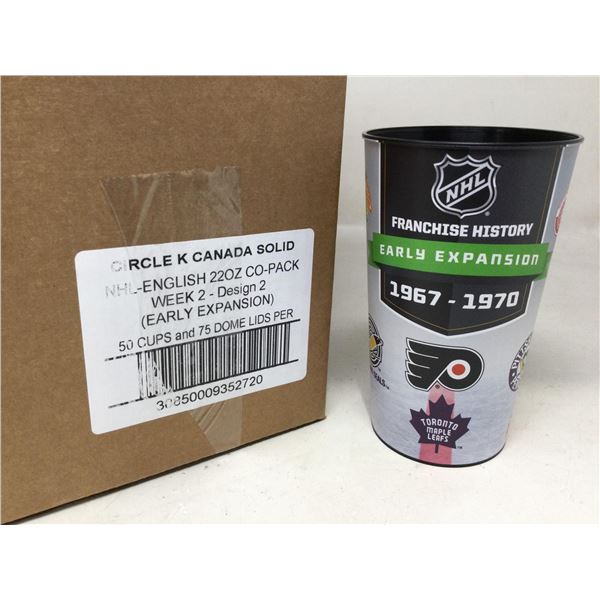 CIRCLE K CANADA SOLID
NHL-ENGLISH 22OZ CO-PACK
WEEK 2 - Design 2
(EARLY EXPANSION)
50 CUPS and 75 DOME LIDS PER
30850009352720
NHL
FRANCHISE HISTORY
EARLY EXPANSION
1967 - 1970
TORONTO
MAPLE
LEAFS